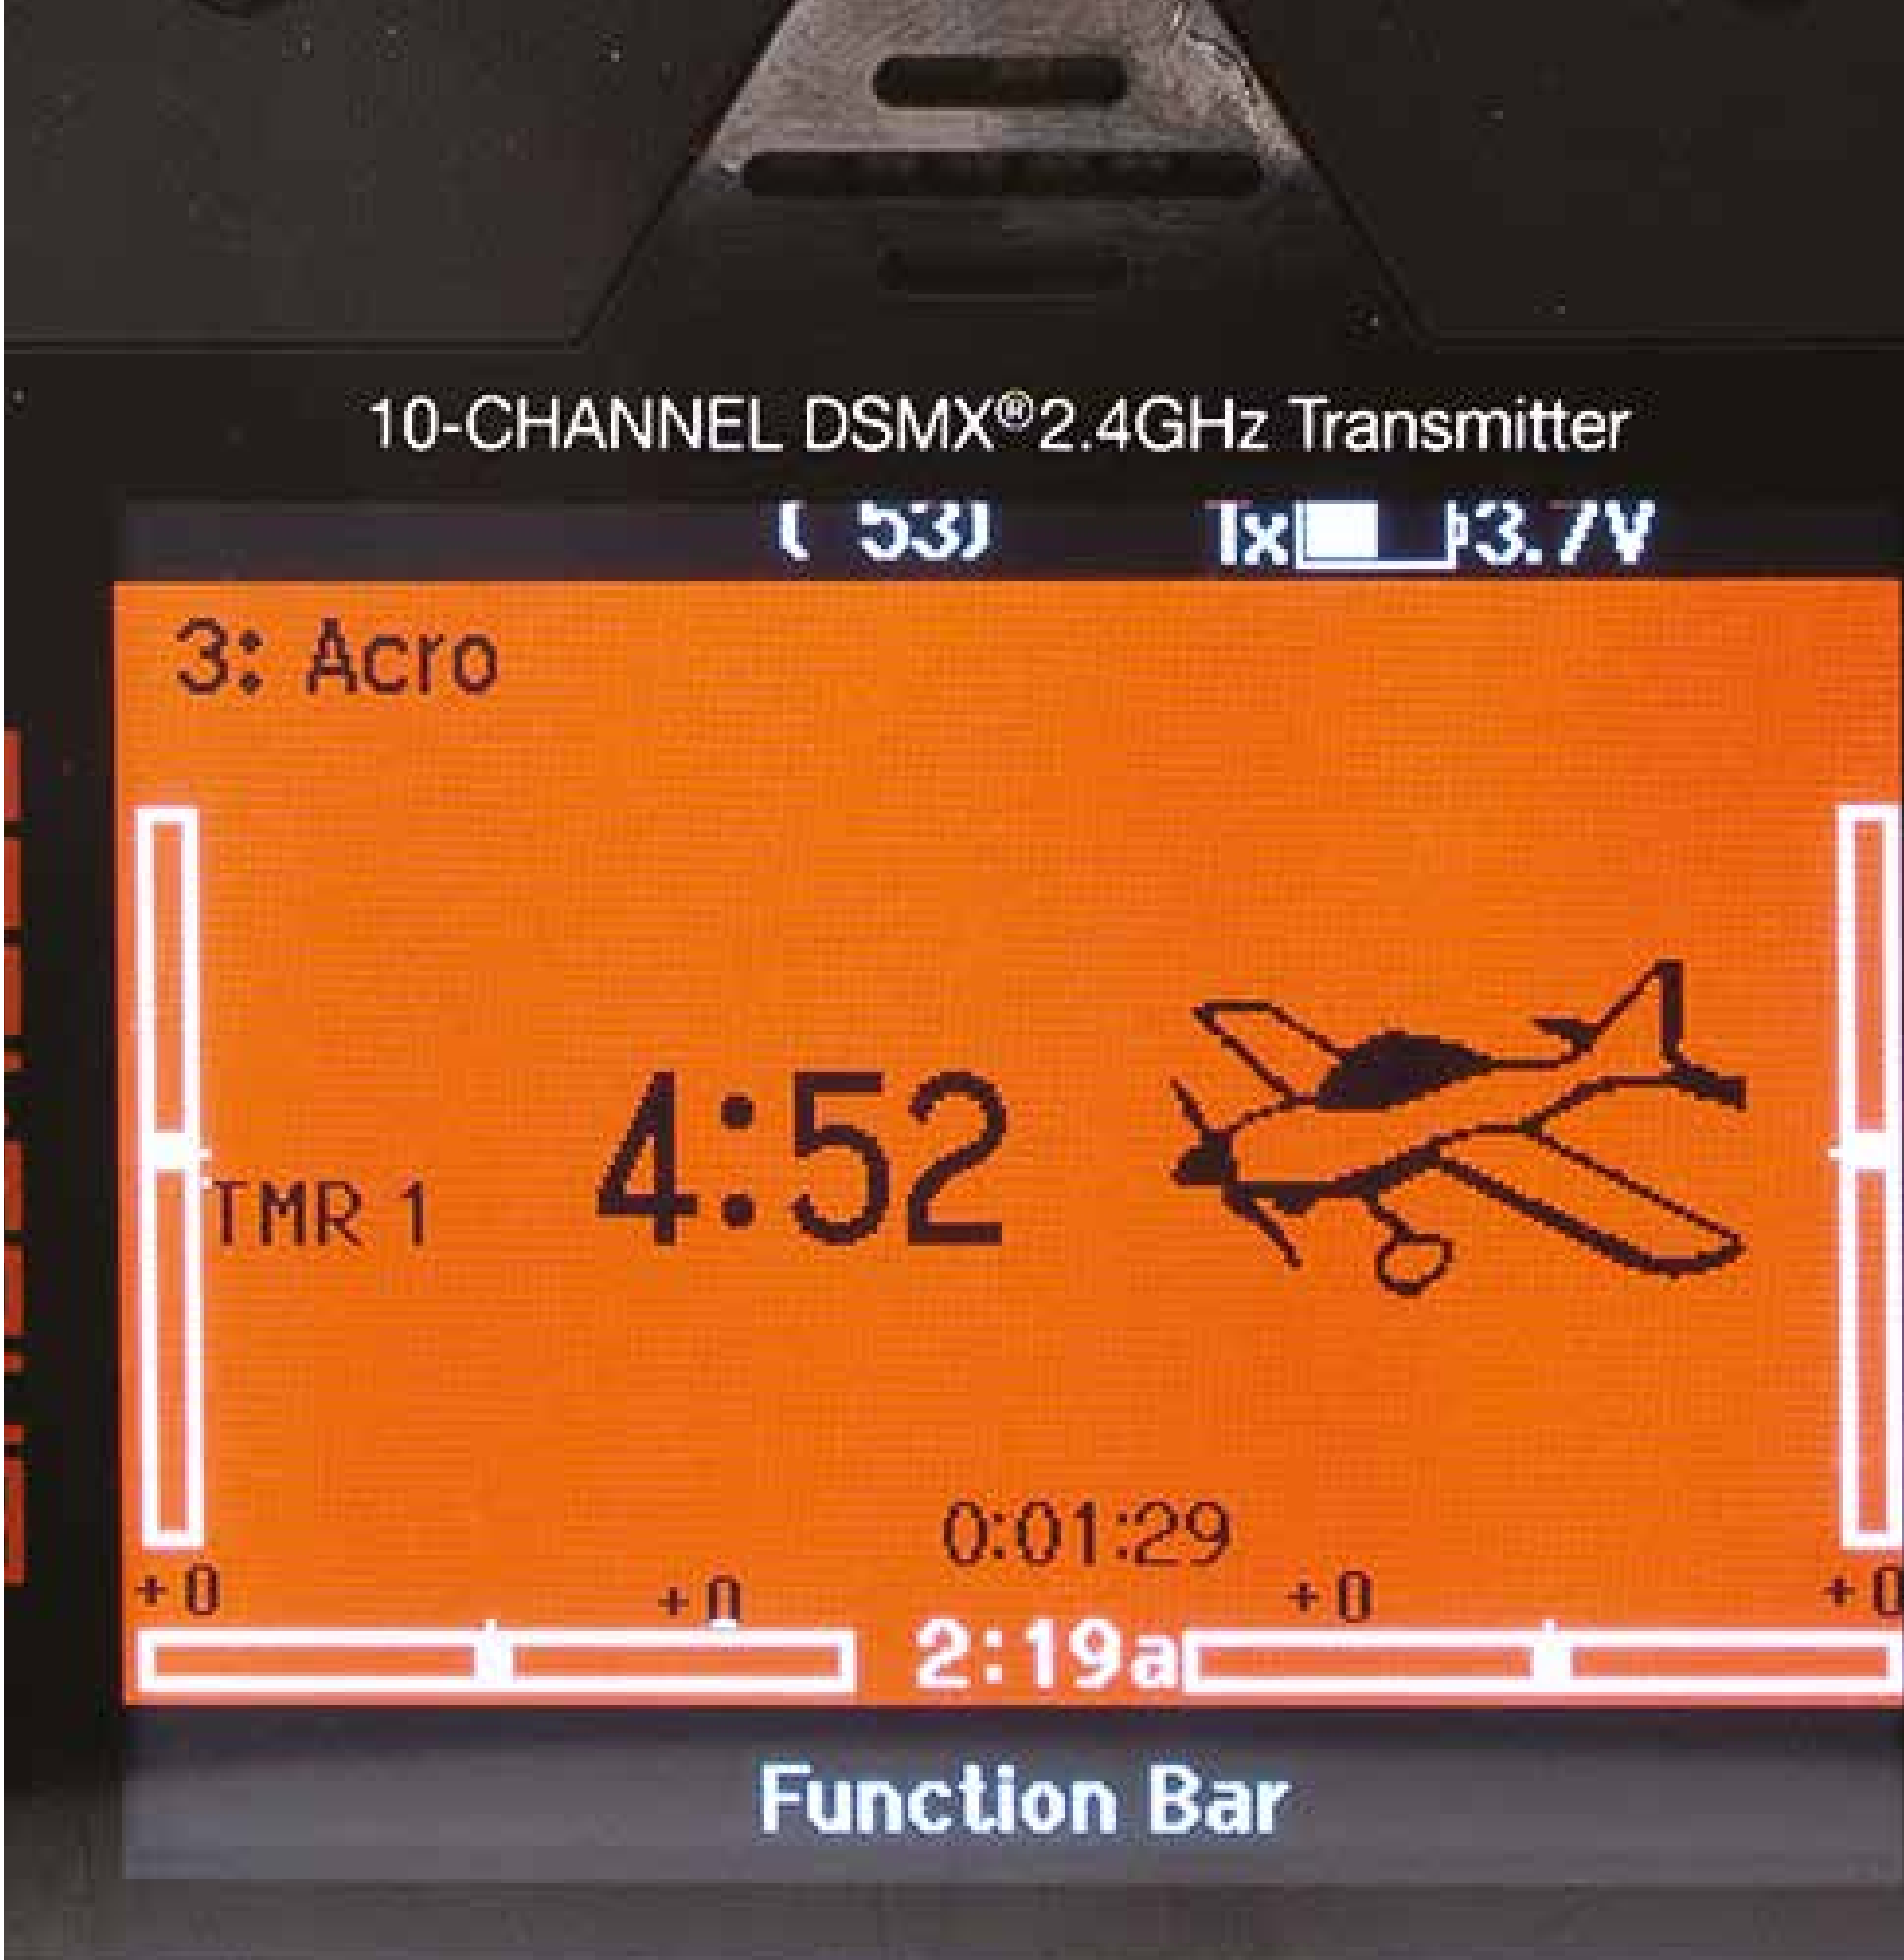 10-CHANNEL DSMX®2.4GHz Transmitter
( 53) Tx 3.7V
3: Acro
TMR 1 4:52
0:01:29
+0 +0 +0 +0
2:19a
Function Bar